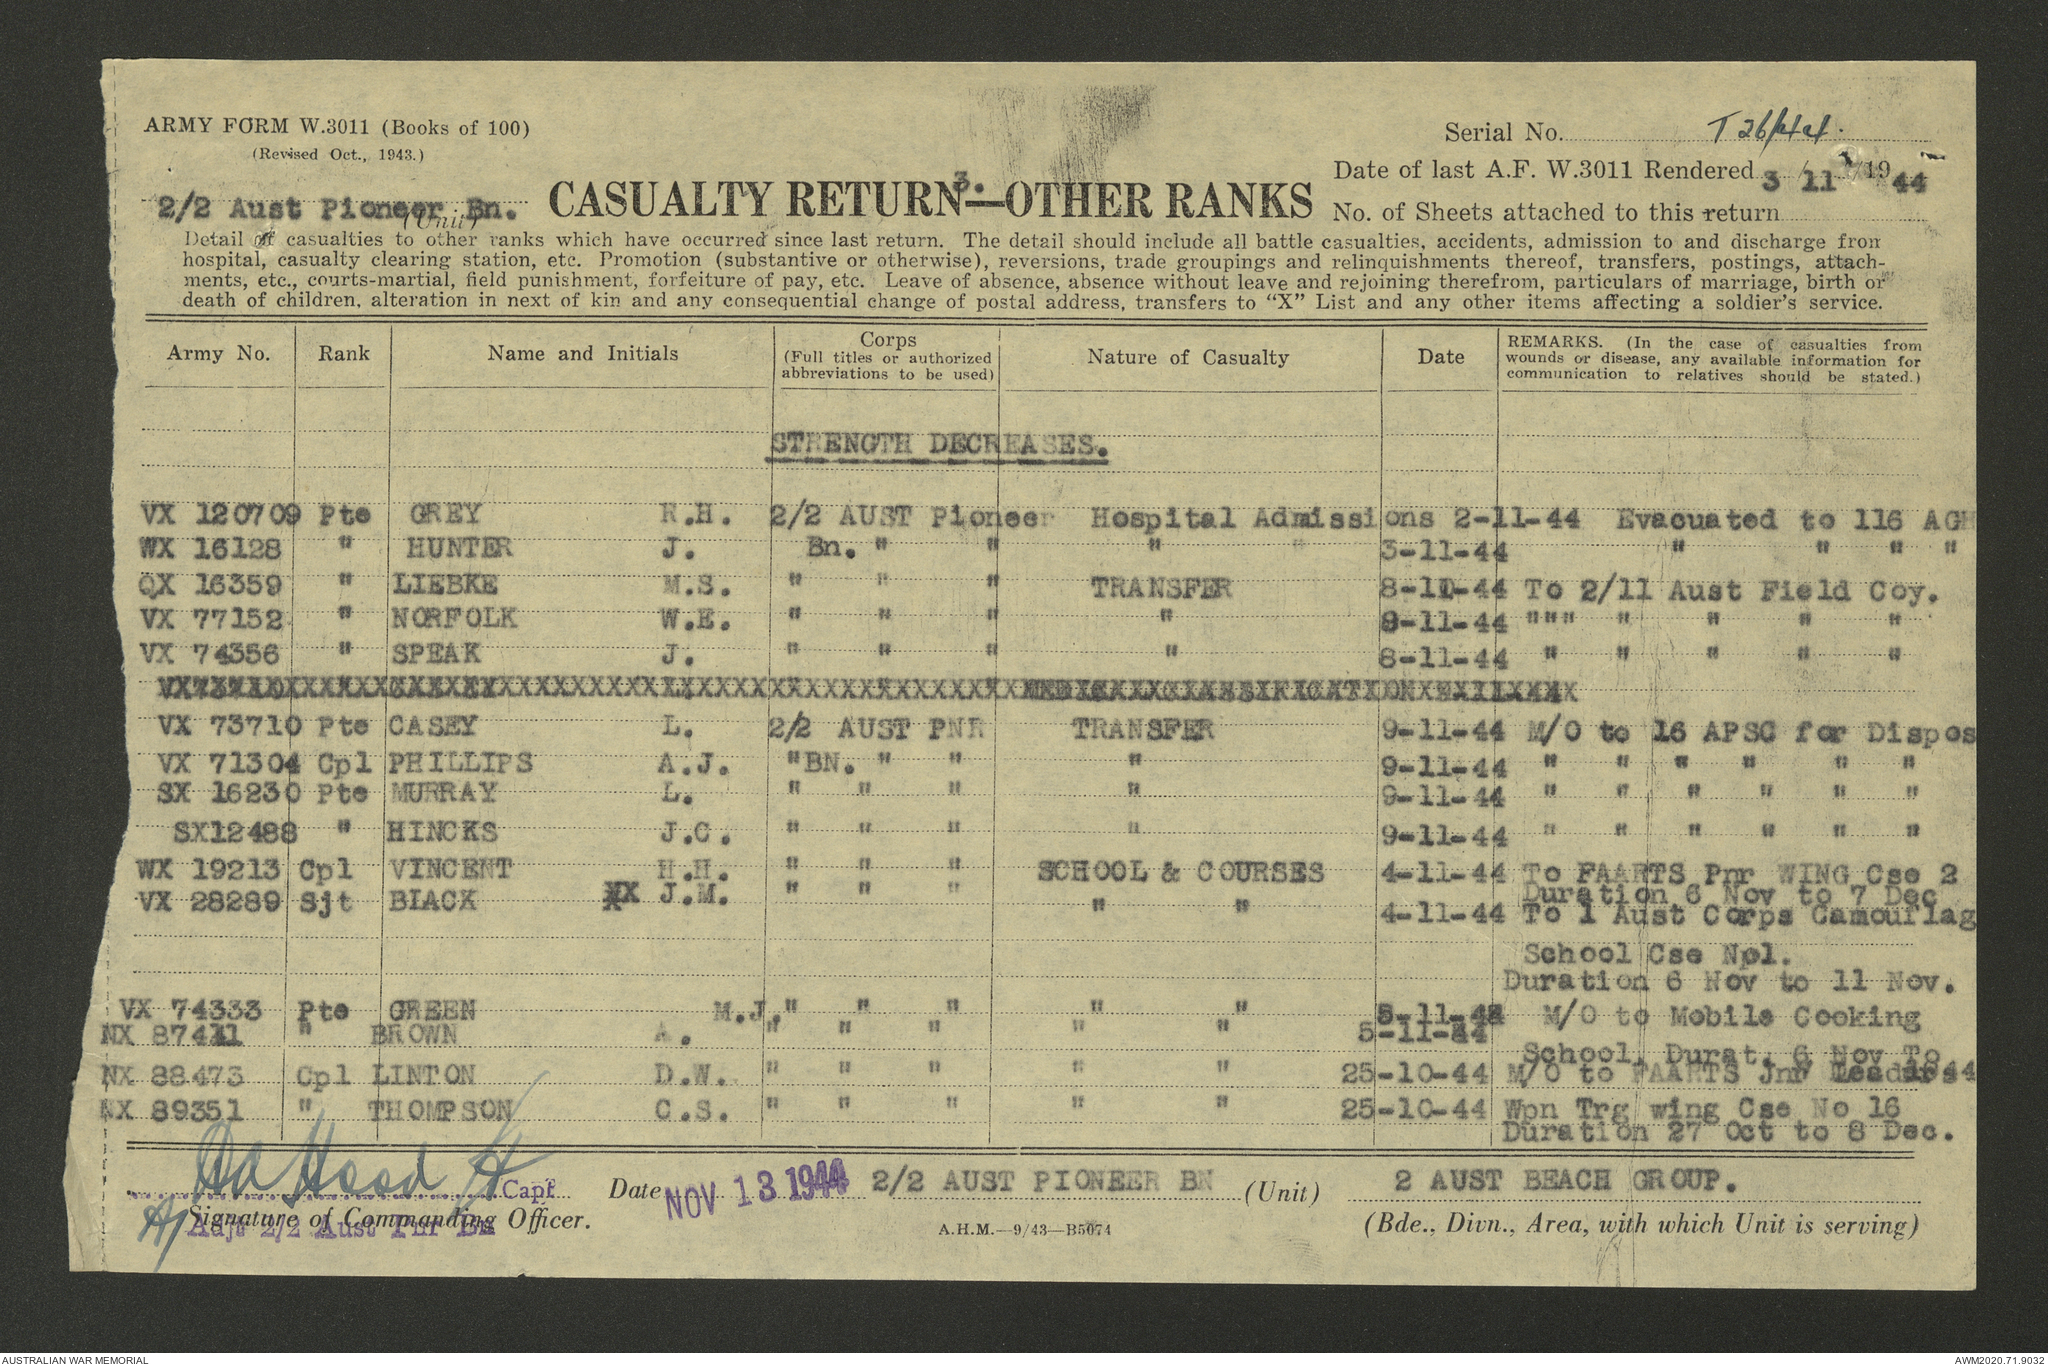 ARMY FORM W.3011 (Books of 100)
(Revised Oct., 1943.)
Serial No.
Date of last A.F. W.3011 Rendered 3 11 1944
2/2 Aust Pioneer Bn.
(Unit)
CASUALTY RETURN—OTHER RANKS
3.
No. of Sheets attached to this return
Detail of casualties to other ranks which have occurred since last return. The detail should include all battle casualties, accidents, admission to and discharge from
hospital, casualty clearing station, etc. Promotion (substantive or otherwise), reversions, trade groupings and relinquishments thereof, transfers, postings, attach-
ments, etc., courts-martial, field punishment, forfeiture of pay, etc. Leave of absence, absence without leave and rejoining therefrom, particulars of marriage, birth or
death of children, alteration in next of kin and any consequential change of postal address, transfers to "X" List and any other items affecting a soldier's service.
Army No. Rank Name and Initials Corps (Full titles or authorized abbreviations to be used) Nature of Casualty Date REMARKS. (In the case of casualties from wounds or disease, any available information for communication to relatives should be stated.)
STRENGTH DECREASES.
VX 120709 Pte GREY R.H. 2/2 AUST Pioneer Hospital Admissions 2-11-44 Evacuated to 116 AGH
WX 16128 " HUNTER J. Bn. " " " " 3-11-44 " " " "
QX 16359 " LIEBKE M.S. " " " TRANSFER 8-11-44 To 2/11 Aust Field Coy.
VX 77152 " NORFOLK W.E. " " " " 8-11-44 """ " " " "
VX 74356 " SPEAK J. " " " " 8-11-44 " " " " "
VX 73710 Pte CASEY L. 2/2 AUST PNR TRANSFER 9-11-44 M/O to 16 APSC for Dispos
VX 71304 Cpl PHILLIPS A.J. " BN. " " " 9-11-44 " " " " " "
SX 16230 Pte MURRAY L. " " " " 9-11-44 " " " " " "
SX12488 " HINCKS J.C. " " " " 9-11-44 " " " " " "
WX 19213 Cpl VINCENT H.H. " " " SCHOOL & COURSES 4-11-44 To FAARTS Pnr WING Cse 2
Duration 6 Nov to 7 Dec
VX 28289 Sjt BLACK J.M. " " " " " 4-11-44 To 1 Aust Corps Camouflag
School Cse Npl.
Duration 6 Nov to 11 Nov.
VX 74333 Pte GREEN M.J. " " " " " 5-11-44 M/O to Mobile Cooking
NX 87441 " BROWN A. " " " " " 5-11-44
School, Durat. 6 Nov To
NX 88473 Cpl LINTON D.W. " " " " " 25-10-44 M/O to FAARTS Jnr Leaders
NX 89351 " THOMPSON C.S. " " " " " 25-10-44 Wpn Trg wing Cse No 16
Duration 27 Oct to 8 Dec.
Capt Date NOV 13 1944 2/2 AUST PIONEER BN (Unit) 2 AUST BEACH GROUP.
Signature of Commanding Officer.
Adjt 2/2 Aust Pnr Bn
A.H.M.—9/43—B5074
(Bde., Divn., Area, with which Unit is serving)
AUSTRALIAN WAR MEMORIAL
AWM2020.71.9032